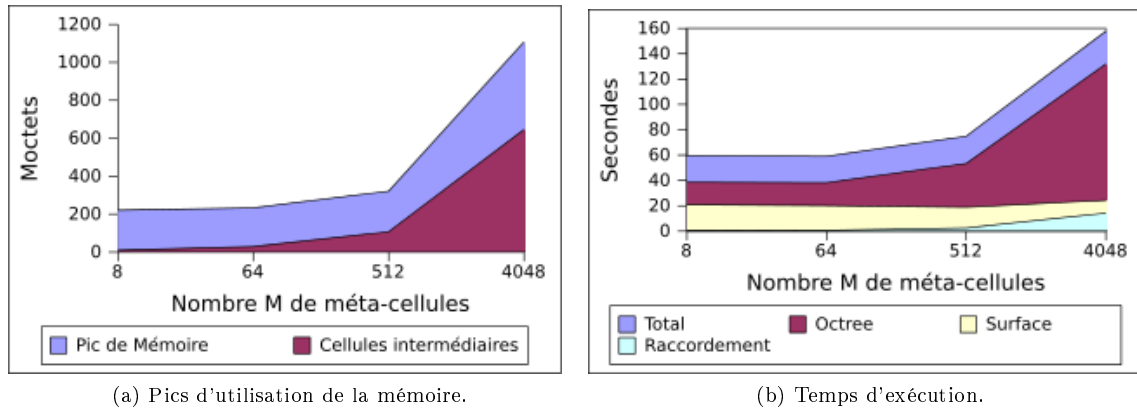 1200
1000
800
600
400
200
0
Moctets
8 64 512 4048
Nombre M de méta-cellules
Pic de Mémoire Cellules intermédiaires
(a) Pics d'utilisation de la mémoire.
160
140
120
100
80
60
40
20
0
Secondes
8 64 512 4048
Nombre M de méta-cellules
Total Octree Surface
Raccordement
(b) Temps d'exécution.